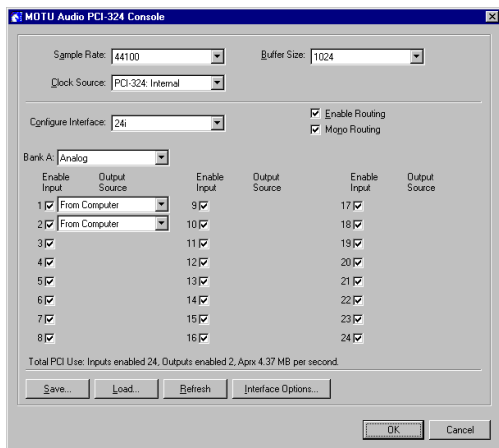 MOTU Audio PCI-324 Console
Sample Rate: 44100 Buffer Size: 1024
Clock Source: PCI-324: Internal
Configure Interface: 24i Enable Routing
Mono Routing
Bank A: Analog
Enable Input Output Source Enable Input Output Source Enable Input Output Source
1 From Computer 9 17
2 From Computer 10 18
3 11 19
4 12 20
5 13 21
6 14 22
7 15 23
8 16 24
Total PCI Use: Inputs enabled 24, Outputs enabled 2, Aprx 4.37 MB per second.
Save... Load... Refresh Interface Options...
OK Cancel